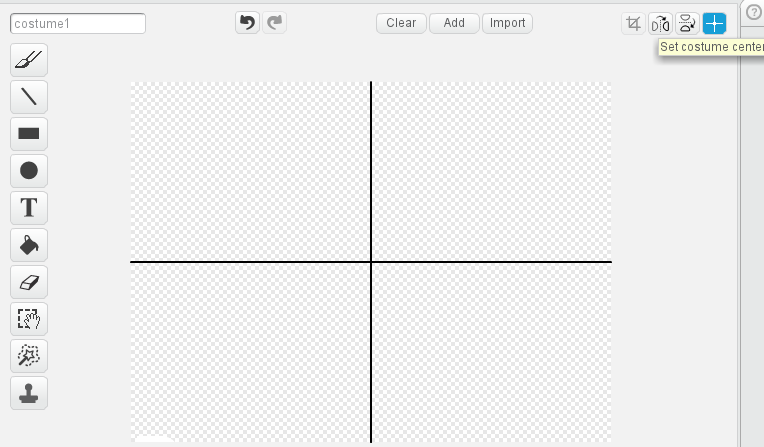 costume1
Clear
Add
Import
?
Set costume center
T